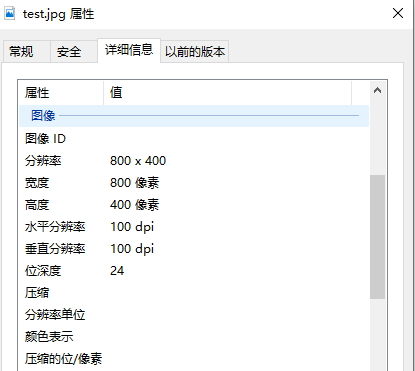 test.jpg 属性
常规 安全 详细信息 以前的版本
属性 值
图像
图像 ID
分辨率 800 x 400
宽度 800 像素
高度 400 像素
水平分辨率 100 dpi
垂直分辨率 100 dpi
位深度 24
压缩
分辨率单位
颜色表示
压缩的位/像素